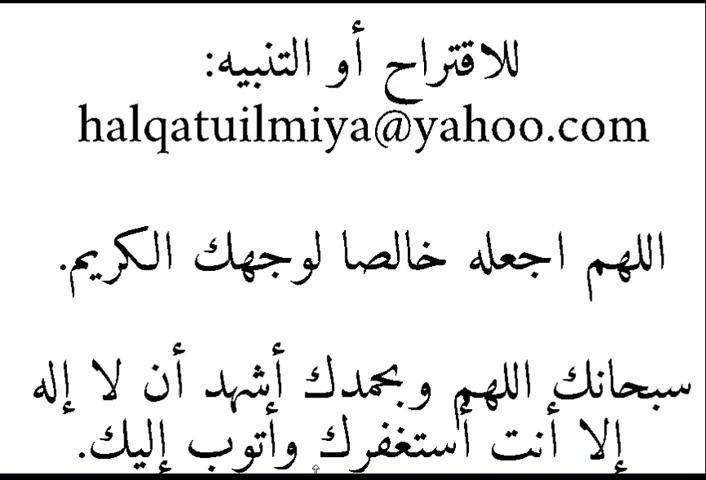 للاقتراح أو التنبيه:
halqatuilmiya@yahoo.com
اللهم اجعله خالصا لوجهك الكريم.
سبحانك اللهم وبحمدك أشهد أن لا إله
إلا أنت أستغفرك وأتوب إليك.